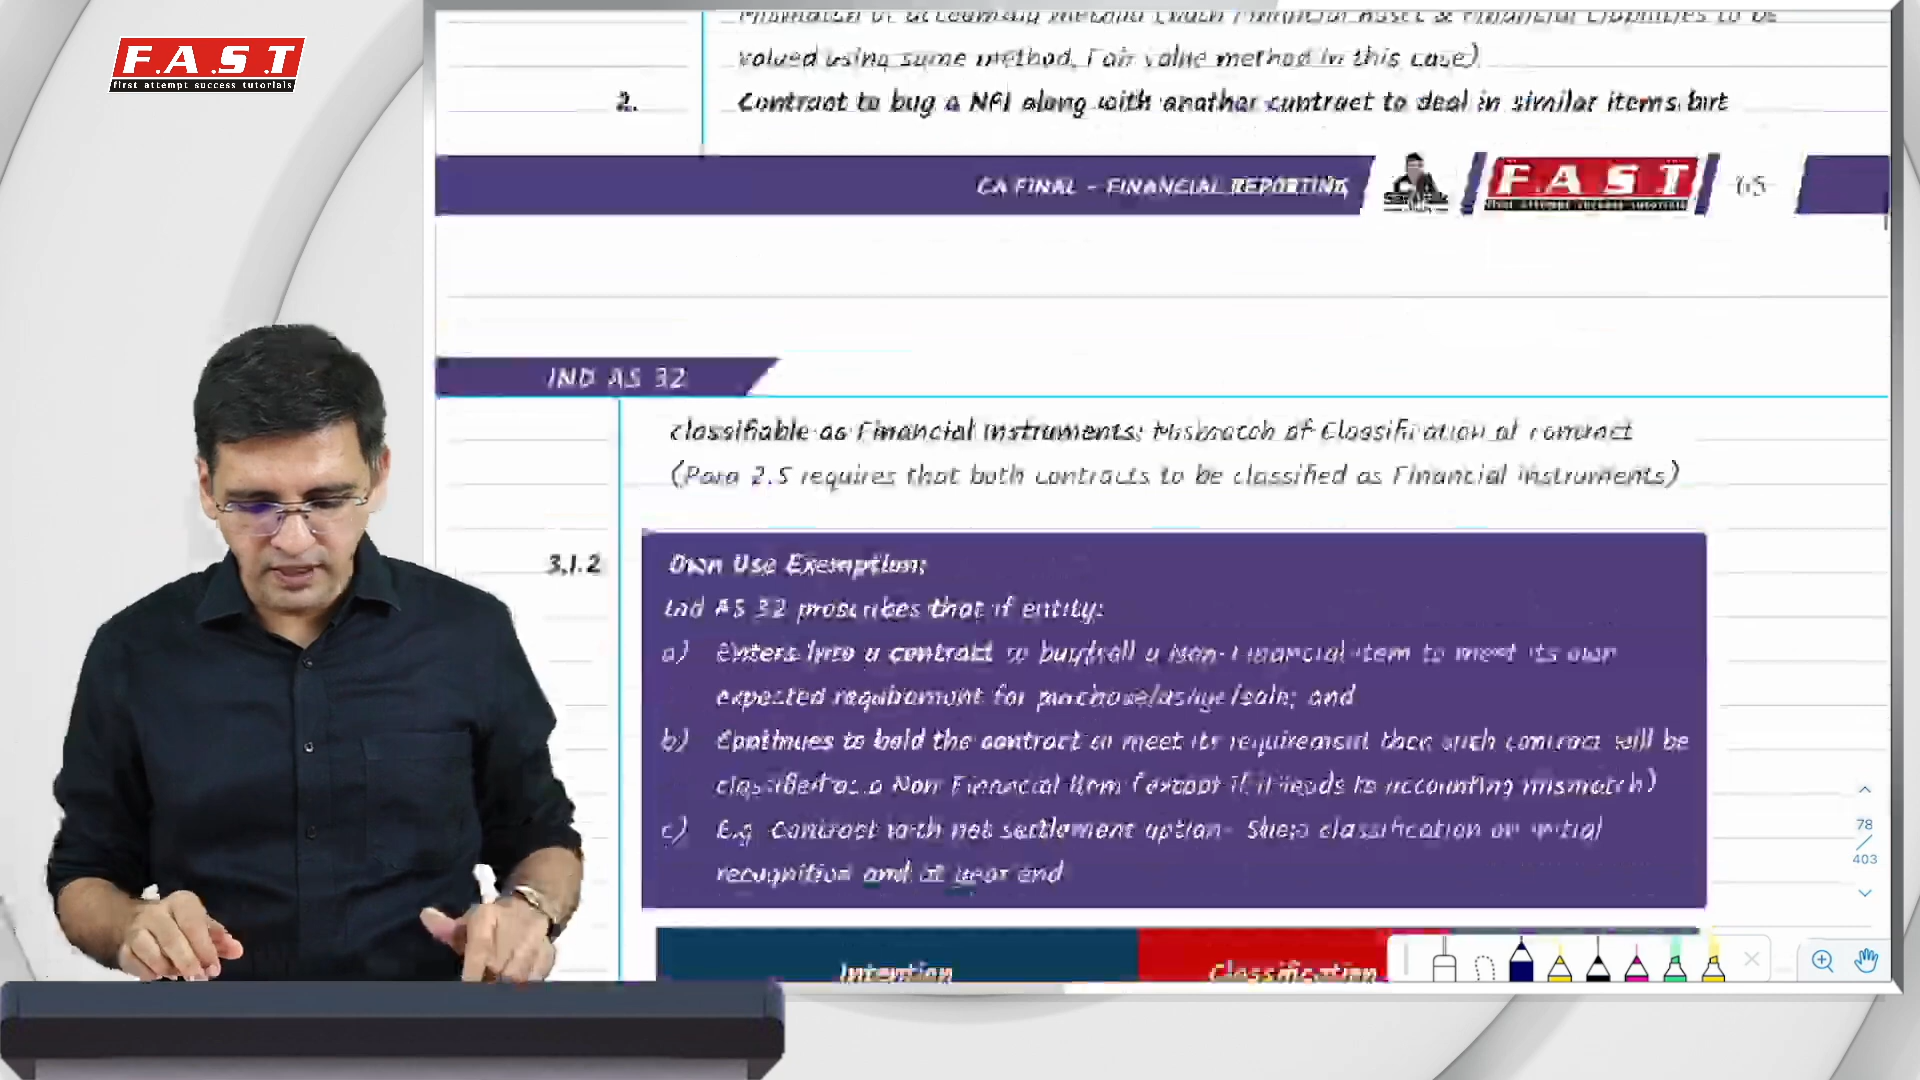 F.A.S.T
first attempt success tutorials
valued using same method, Fair value method in this case)
2. Contract to buy a NFI along with another contract to deal in similar items but
CA FINAL - FINANCIAL REPORTING
F A S T
first attempt success tutorials
65
IND AS 32
classifiable as Financial Instruments: Mismatch of Classification of contract
(Para 2.5 requires that both contracts to be classified as Financial instruments)
3.1.2 Own Use Exemption:
Ind AS 32 prescribes that if entity:
a) Enters into a contract to buy/sell a Non-Financial item to meet its own
expected requirement for purchase/usage/sale; and
b) Continues to hold the contract to meet its requirement then such contract will be
classified as a Non Financial Item (except if it leads to accounting mismatch)
c) E.g. Contract with net settlement option- classification on initial
recognition and at year end
Intention Classification
78
403